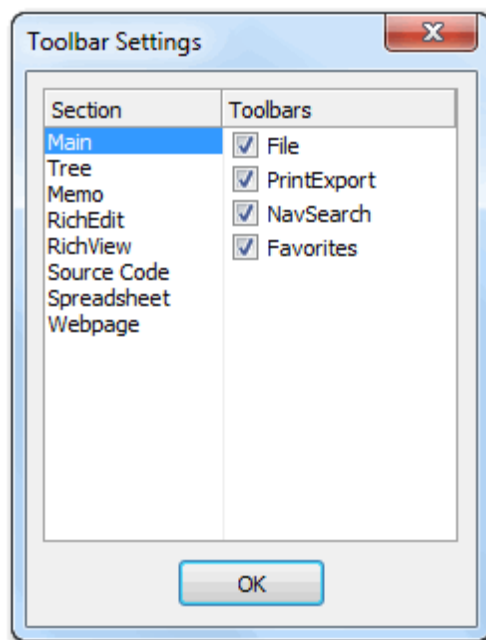 Toolbar Settings
Section Toolbars
Main
Tree
Memo
RichEdit
RichView
Source Code
Spreadsheet
Webpage
File
PrintExport
NavSearch
Favorites
OK